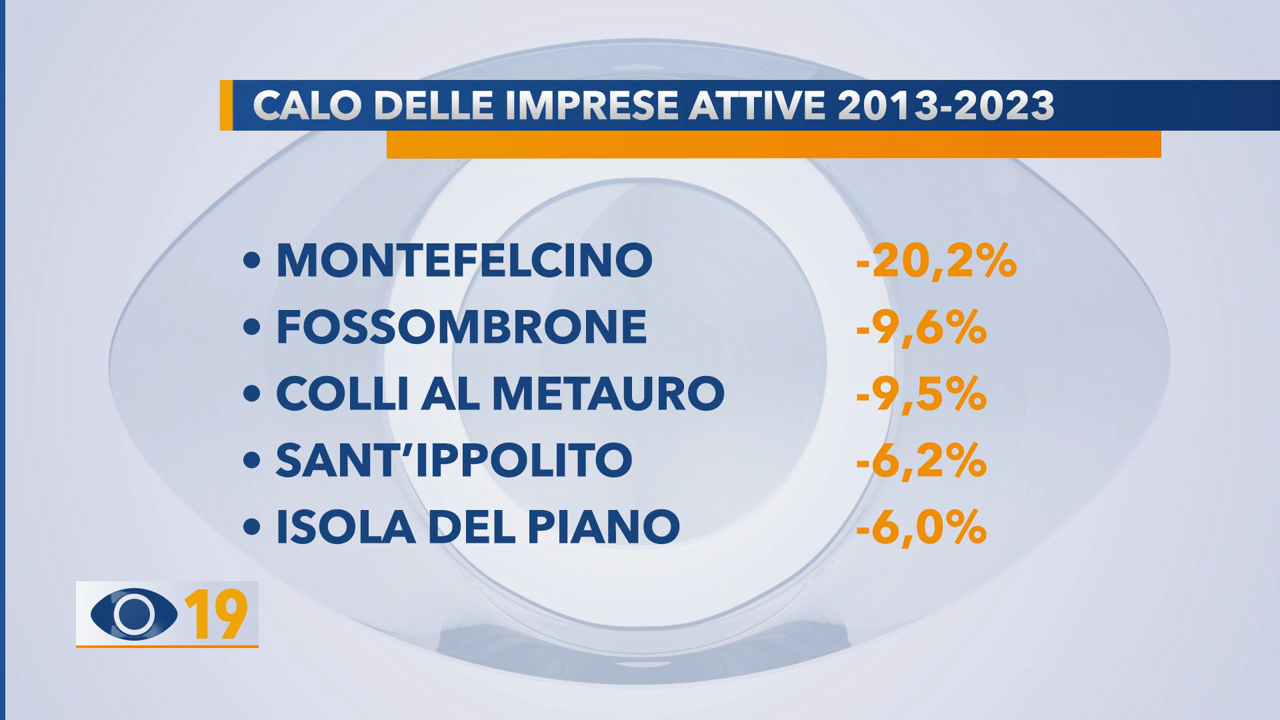 CALO DELLE IMPRESE ATTIVE 2013-2023
• MONTEFELCINO -20,2%
• FOSSOMBRONE -9,6%
• COLLI AL METAURO -9,5%
• SANT’IPPOLITO -6,2%
• ISOLA DEL PIANO -6,0%
19